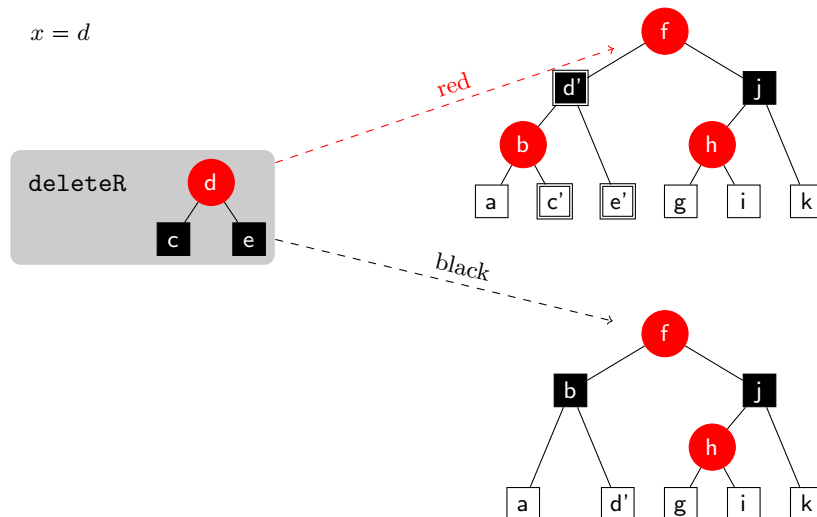 x = d
f
red
d'
j
b
h
a
c'
e'
g
i
k
deleteR
d
c
e
black
f
b
j
h
a
d'
g
i
k